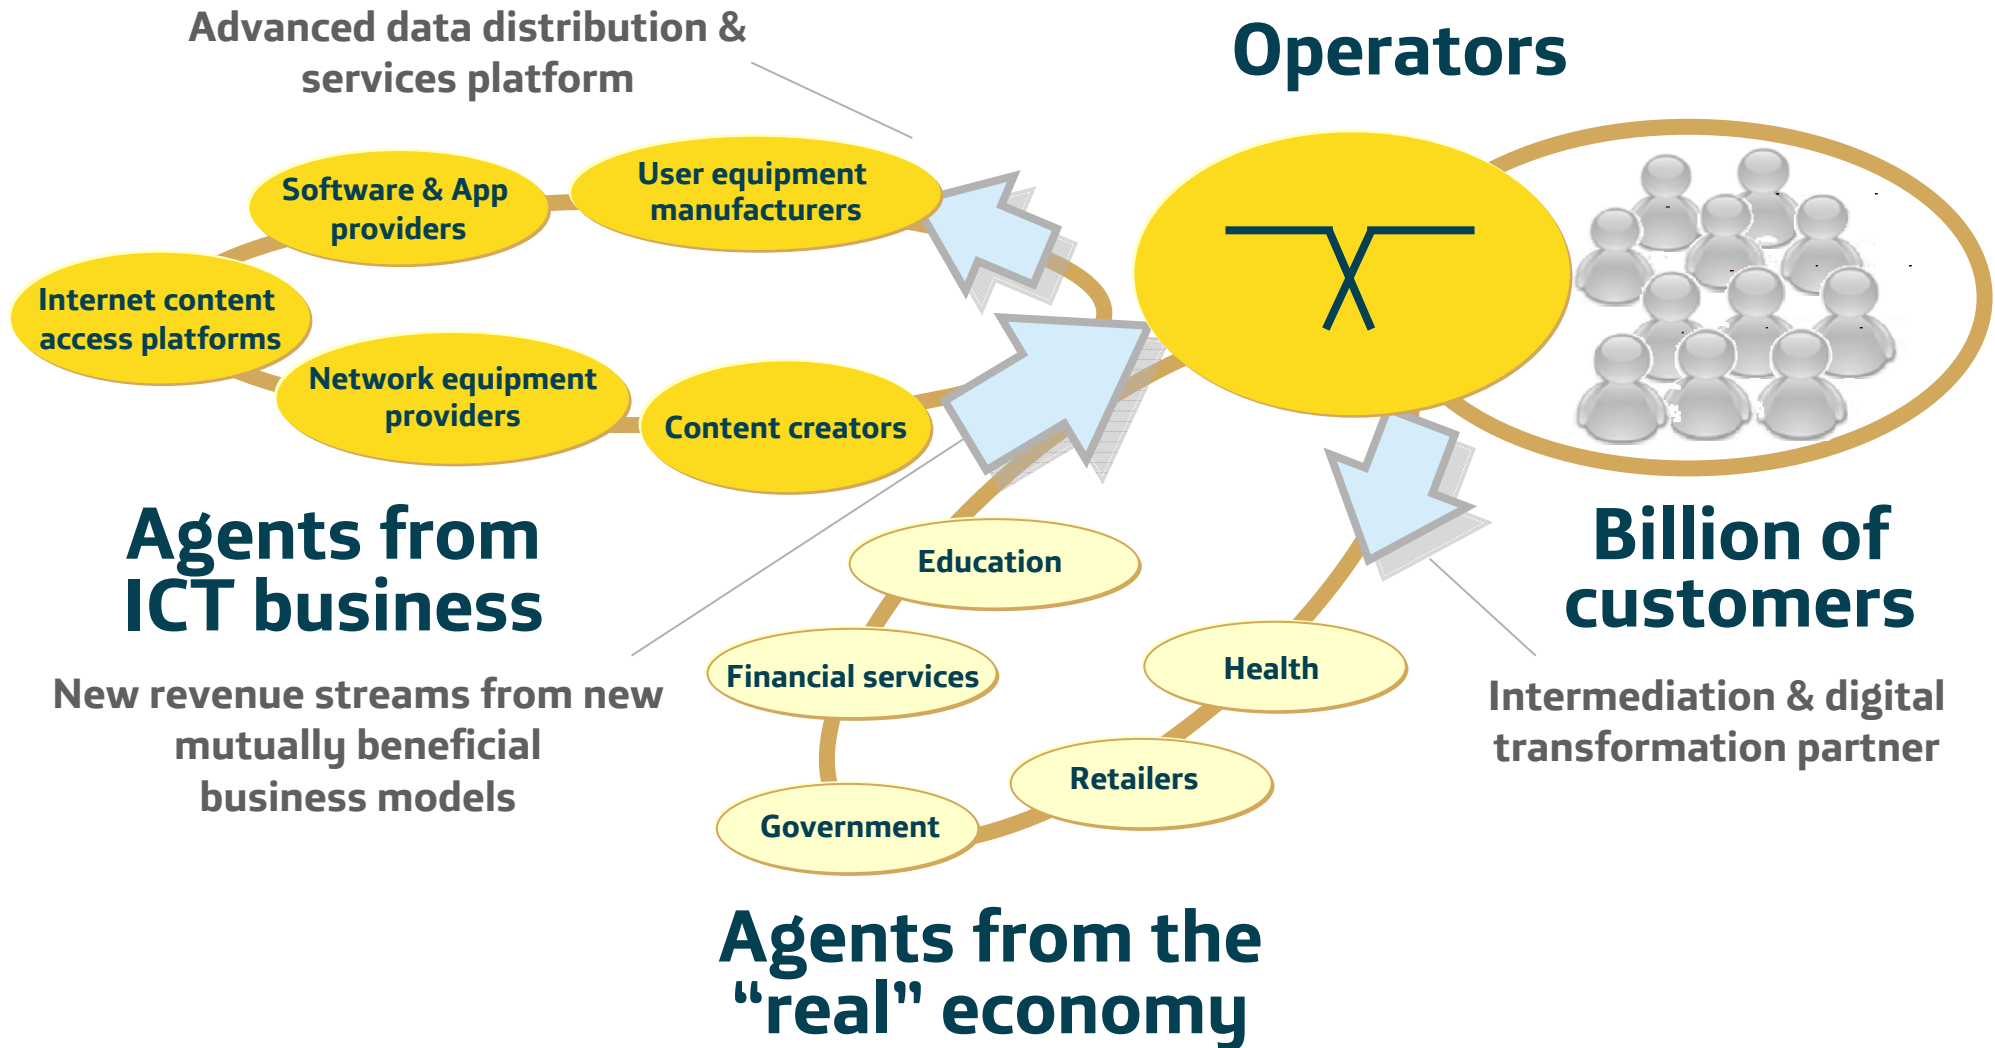 Advanced data distribution &
services platform
Operators
Software & App
providers
User equipment
manufacturers
Internet content
access platforms
Network equipment
providers
Content creators
Agents from
ICT business
Billion of
customers
Education
Financial services
Health
New revenue streams from new
mutually beneficial
business models
Intermediation & digital
transformation partner
Retailers
Government
Agents from the
“real” economy